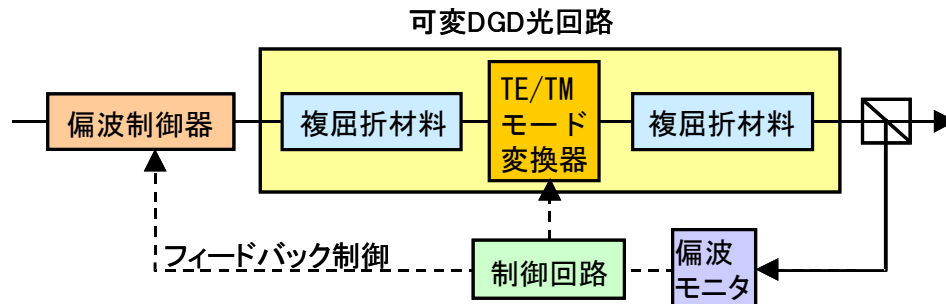 可変DGD光回路
偏波制御器
複屈折材料
TE/TM
モード
変換器
複屈折材料
フィードバック制御
制御回路
偏波
モニタ